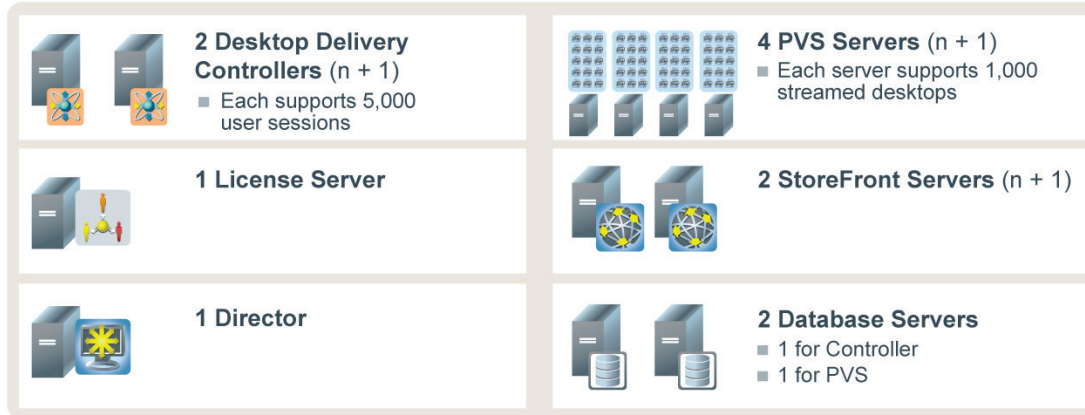 2 Desktop Delivery
Controllers (n + 1)
Each supports 5,000
user sessions
4 PVS Servers (n + 1)
Each server supports 1,000
streamed desktops
1 License Server
2 StoreFront Servers (n + 1)
1 Director
2 Database Servers
1 for Controller
1 for PVS